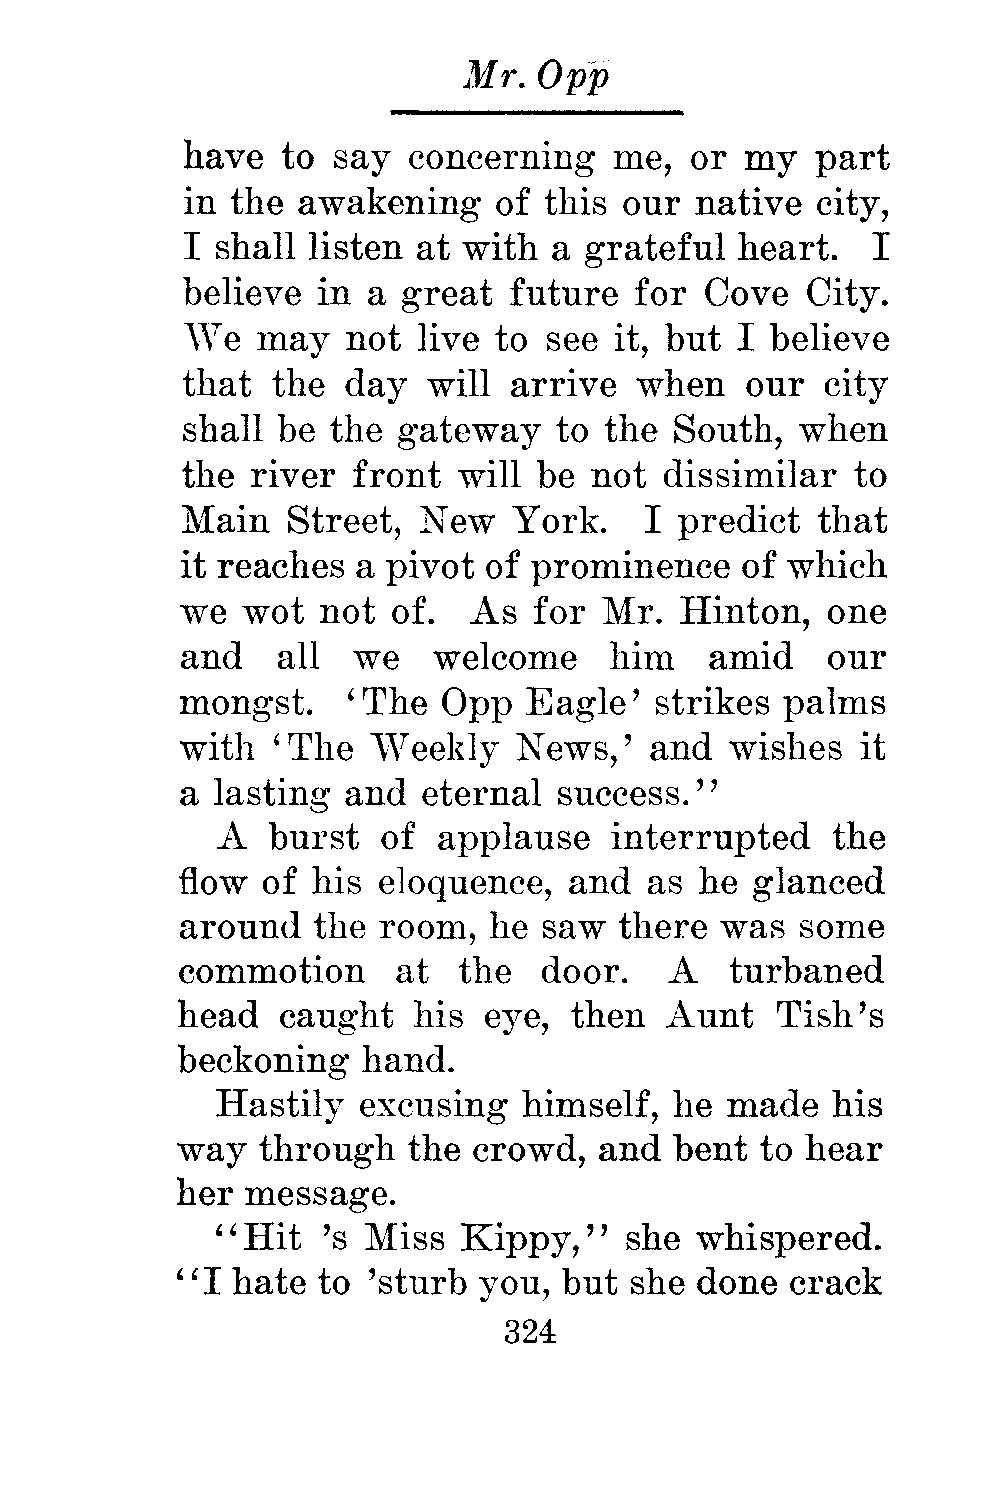 Mr. Opp
have to say concerning me, or my part
in the awakening of this our native city,
I shall listen at with a grateful heart. I
believe in a great future for Cove City.
We may not live to see it, but I believe
that the day will arrive when our city
shall be the gateway to the South, when
the river front will be not dissimilar to
Main Street, New York. I predict that
it reaches a pivot of prominence of which
we wot not of. As for Mr. Hinton, one
and all we welcome him amid our
mongst. ‘The Opp Eagle’ strikes palms
with ‘The Weekly News,’ and wishes it
a lasting and eternal success.’’
A burst of applause interrupted the
flow of his eloquence, and as he glanced
around the room, he saw there was some
commotion at the door. A turbaned
head caught his eye, then Aunt Tish’s
beckoning hand.
Hastily excusing himself, he made his
way through the crowd, and bent to hear
her message.
‘‘Hit ’s Miss Kippy,’’ she whispered.
‘‘I hate to ’sturb you, but she done crack
324